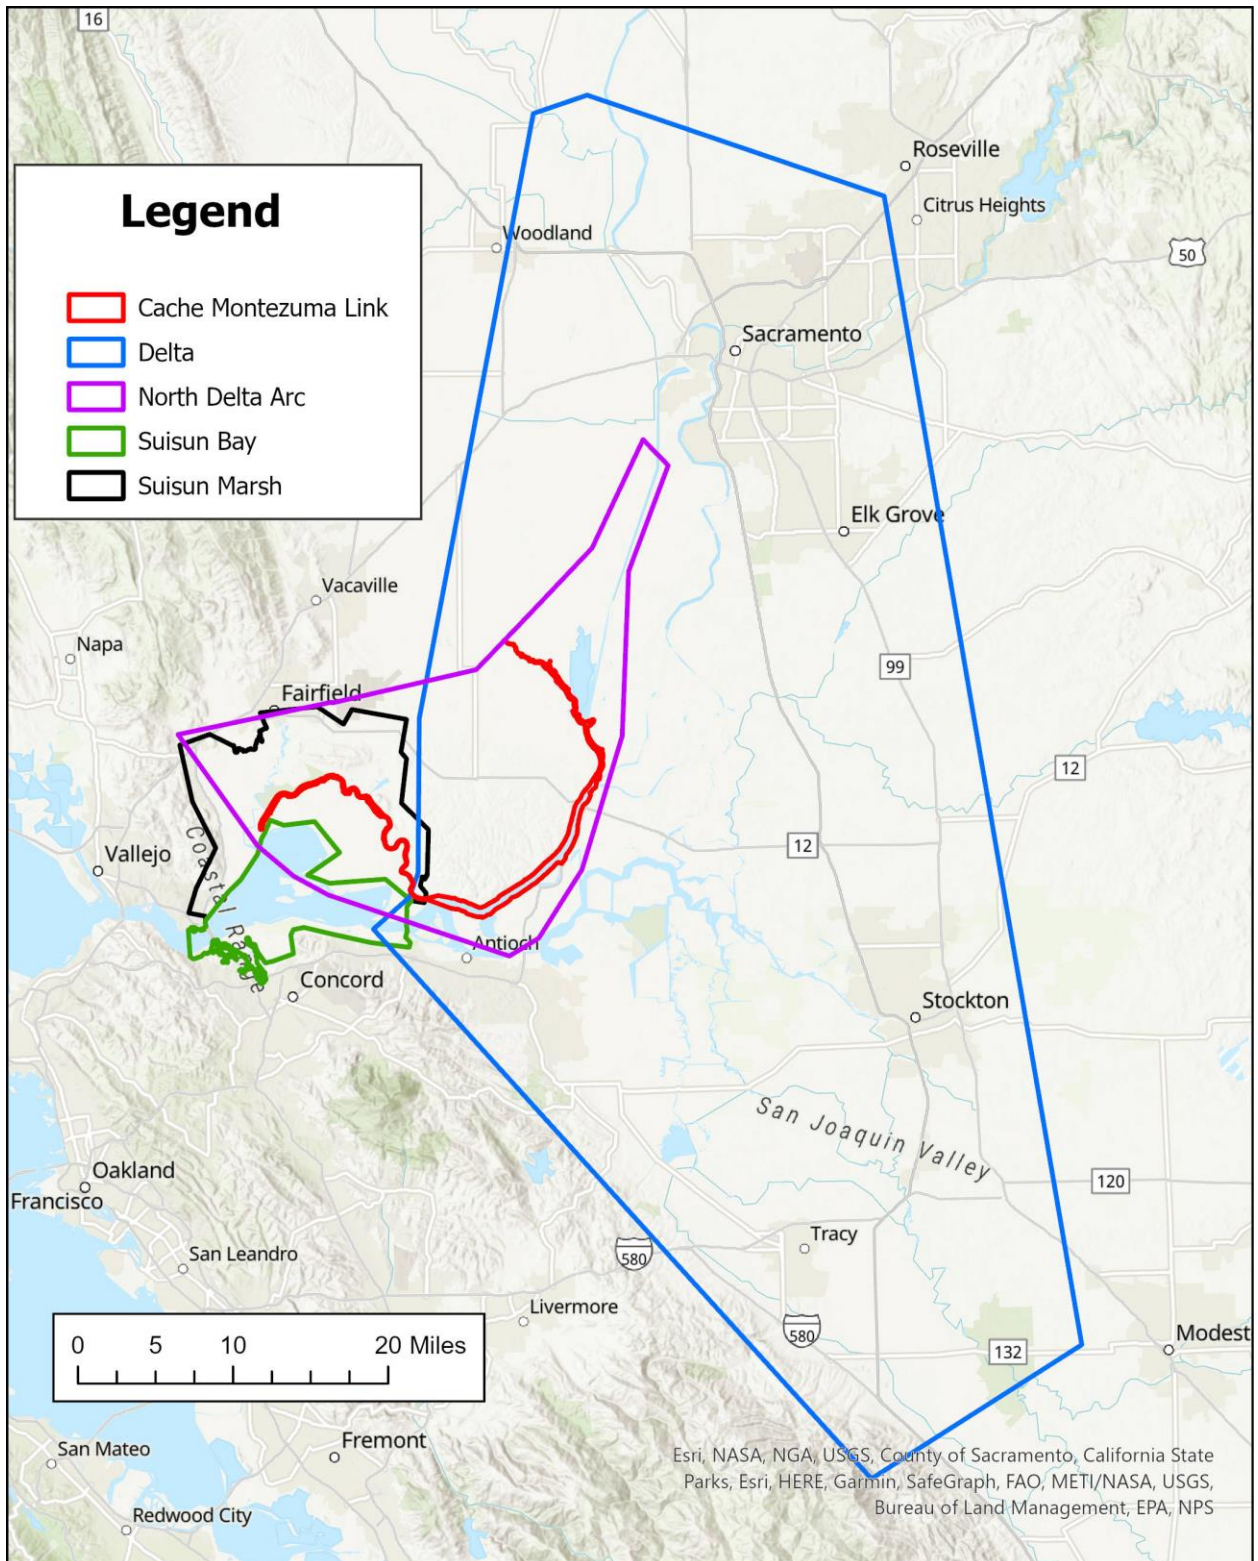 16
Roseville
Legend
Citrus Heights
Woodland
50
Cache Montezuma Link
Sacramento
Delta
North Delta Arc
Suisun Bay
Suisun Marsh
Elk Grove
Vacaville
Napa
99
Fairfield
12
12
Vallejo
Coastal Range
Antioch
Concord
Stockton
San Joaquin Valley
Oakland
120
Francisco
Tracy
San Leandro
580
Livermore
580
Modest
132
0 5 10 20 Miles
Fremont
San Mateo
Esri, NASA, NGA, USGS, County of Sacramento, California State
Parks, Esri, HERE, Garmin, SafeGraph, FAO, METI/NASA, USGS,
Bureau of Land Management, EPA, NPS
Redwood City